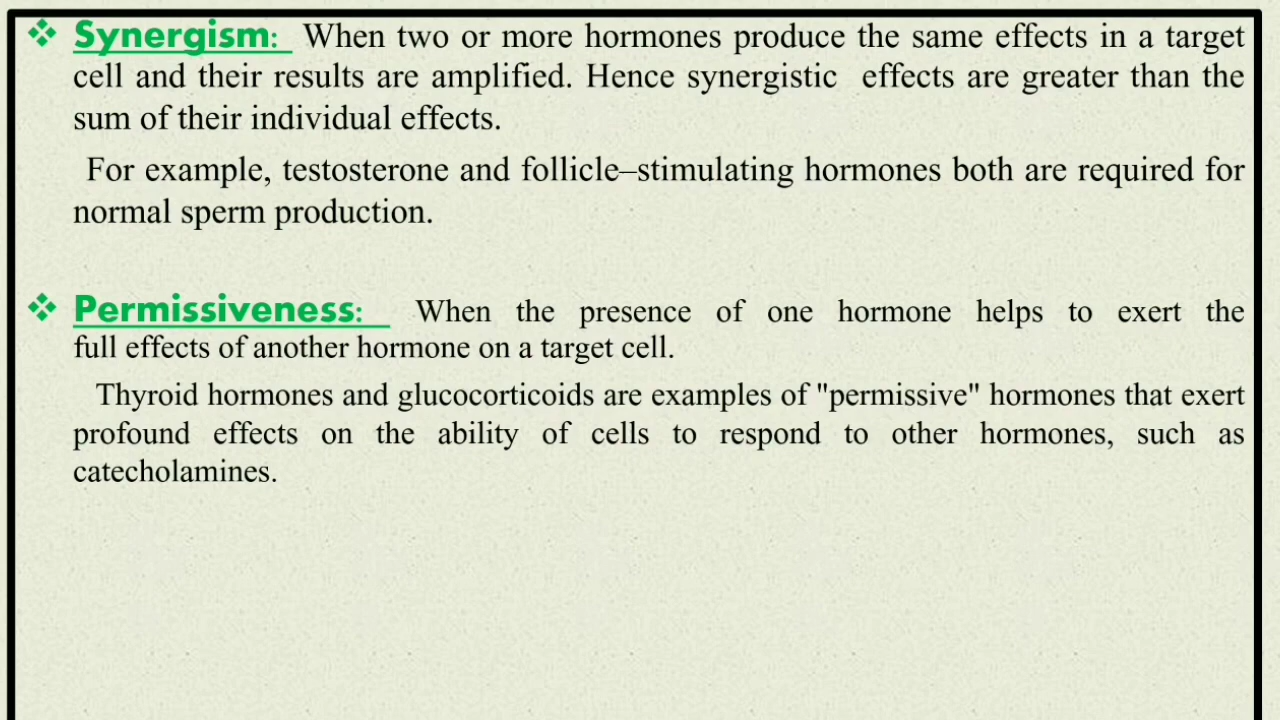 ❖ Synergism: When two or more hormones produce the same effects in a target
cell and their results are amplified. Hence synergistic effects are greater than the
sum of their individual effects.
For example, testosterone and follicle–stimulating hormones both are required for
normal sperm production.
❖ Permissiveness: When the presence of one hormone helps to exert the
full effects of another hormone on a target cell.
Thyroid hormones and glucocorticoids are examples of "permissive" hormones that exert
profound effects on the ability of cells to respond to other hormones, such as
catecholamines.